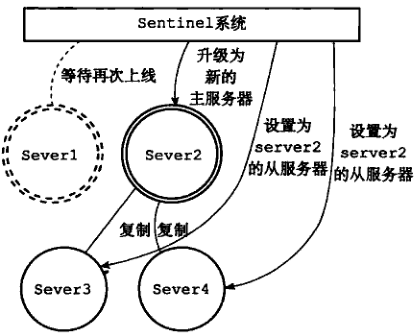 Sentinel系统
等待再次上线
升级为
新的
主服务器
设置为
server2
的从服务器
设置为
server2
的从服务器
Sever1
Sever2
复制
复制
Sever3
Sever4